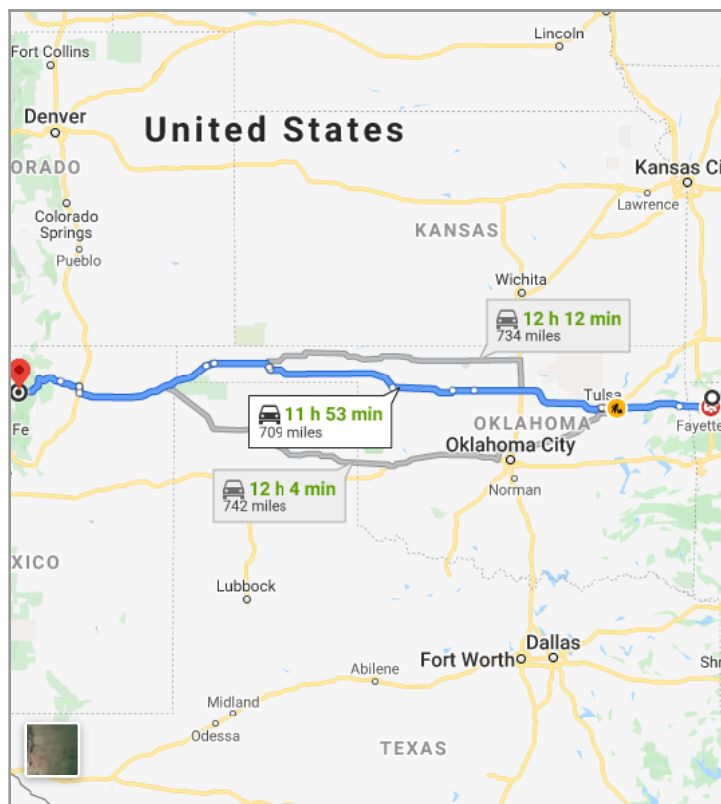 Lincoln
Fort Collins
Denver
United States
ORADO
Kansas Ci
Lawrence
Colorado
Springs
KANSAS
Pueblo
Wichita
12 h 12 min
734 miles
11 h 53 min
709 miles
Tulsa
Fe
OKLAHOMA
Fayette
Oklahoma City
12 h 4 min
742 miles
Norman
XICO
Lubbock
Dallas
Fort Worth
Shr
Abilene
Midland
Odessa
TEXAS